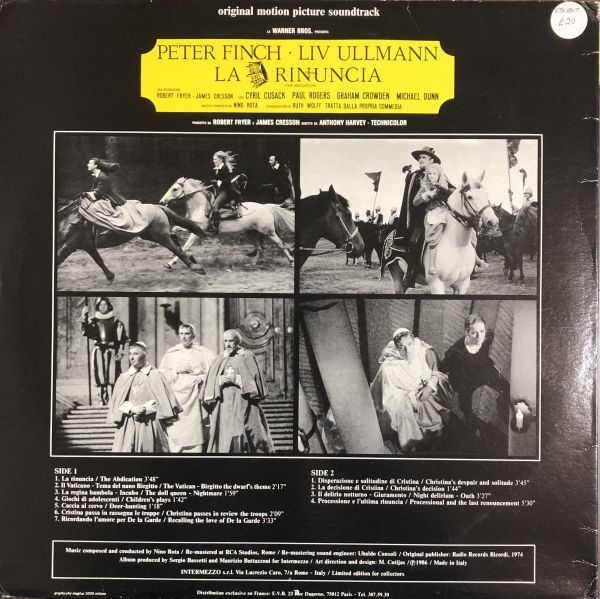 original motion picture soundtrack
LTD EDIT
£20
LA WARNER BROS. PRESENTA
PETER FINCH · LIV ULLMANN
LA RINUNCIA
(THE ABDICATION)
UNA PRODUZIONE
ROBERT FRYER - JAMES CRESSON CON CYRIL CUSACK PAUL ROGERS GRAHAM CROWDEN MICHAEL DUNN
MUSICA COMPOSTA DA NINO ROTA SCENEGGIATURA DI RUTH WOLFF TRATTA DALLA PROPRIA COMMEDIA
PRODOTTO DA ROBERT FRYER E JAMES CRESSON DIRETTO DA ANTHONY HARVEY - TECHNICOLOR
SIDE 1
1. La rinuncia / The Abdication 3'48"
2. Il Vaticano - Tema del nano Birgitto / The Vatican - Birgitto the dwarf's theme 2'17"
3. La regina bambola - Incubo / The doll queen - Nightmare 1'59"
4. Giochi di adolescenti / Children's plays 1'42"
5. Caccia al cervo / Deer-hunting 1'18"
6. Cristina passa in rassegna le troppe / Christina passes in review the troops 2'09"
7. Ricordando l'amore per De la Garde / Recalling the love of De la Garde 3'33"
SIDE 2
1. Disperazione e solitudine di Cristina / Christina's despair and solitude 3'45"
2. La decisione di Cristina / Christina's decision 1'44"
3. Il delirio notturno - Giuramento / Night delirium - Oath 3'27"
4. Processione e l'ultima rinuncia / Processional and the last renouncement 5'30"
Music composed and conducted by Nino Rota / Re-mastered at RCA Studios, Rome / Re-mastering sound engineer: Ubaldo Consoli / Original publisher: Radio Records Ricordi, 1974
Album produced by Sergio Bassetti and Maurizio Buttazzoni for Intermezzo / Art direction and design: M. Cutijas / ℗1986 / Made in Italy
INTERMEZZO s.r.l. Via Lucrezio Caro, 7/a Rome - Italy / Limited edition for collectors
graphyche magica 2000 milano
Distribution exclusive en France: E.V.B. 23 Rue Dagorno, 75012 Paris - Tel. 307.59.30